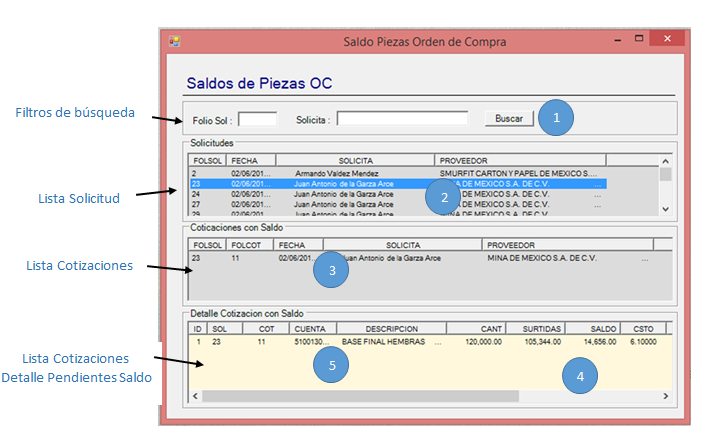 Saldo Piezas Orden de Compra
Saldos de Piezas OC
Filtros de búsqueda
Folio Sol :
Solicita :
Buscar
1
Solicitudes
FOLSOL FECHA SOLICITA PROVEEDOR
2 02/06/201... Armando Valdez Mendez SMURFIT CARTON Y PAPEL DE MEXICO S....
23 02/06/201... Juan Antonio de la Garza Arce MINA DE MEXICO S.A. DE C.V. ...
Lista Solicitud
24 02/06/201... Juan Antonio de la Garza Arce DE MEXICO S.A. DE C.V. ...
2
27 02/06/201... Juan Antonio de la Garza Arce MINA DE MEXICO S.A. DE C.V. ...
29 02/06/201... Juan Antonio de la Garza Arce MINA DE MEXICO S.A. DE C.V. ...
Coticaciones con Saldo
FOLSOL FOLCOT FECHA SOLICITA PROVEEDOR
23 11 02/06/201... Juan Antonio de la Garza Arce MINA DE MEXICO S.A. DE C.V. ...
Lista Cotizaciones
3
Detalle Cotizacion con Saldo
ID SOL COT CUENTA DESCRIPCION CANT SURTIDAS SALDO CSTO
1 23 11 5100130... BASE FINAL HEMBRAS ... 120,000.00 105,344.00 14,656.00 6.10000
Lista Cotizaciones
Detalle Pendientes Saldo
5
4